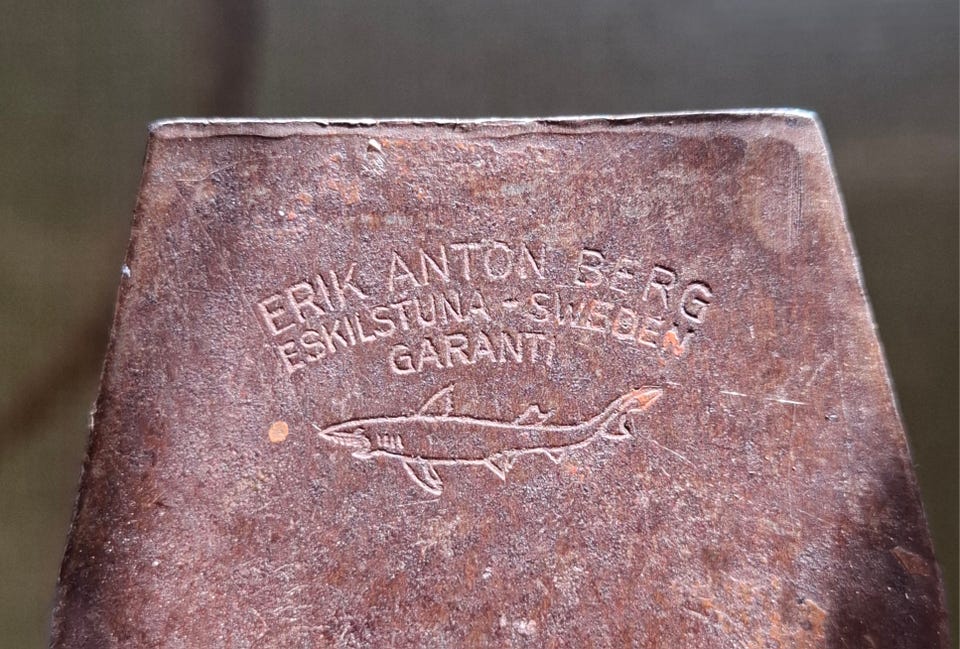 ERIK ANTON BERG
ESKILSTUNA - SWEDEN
GARANTI